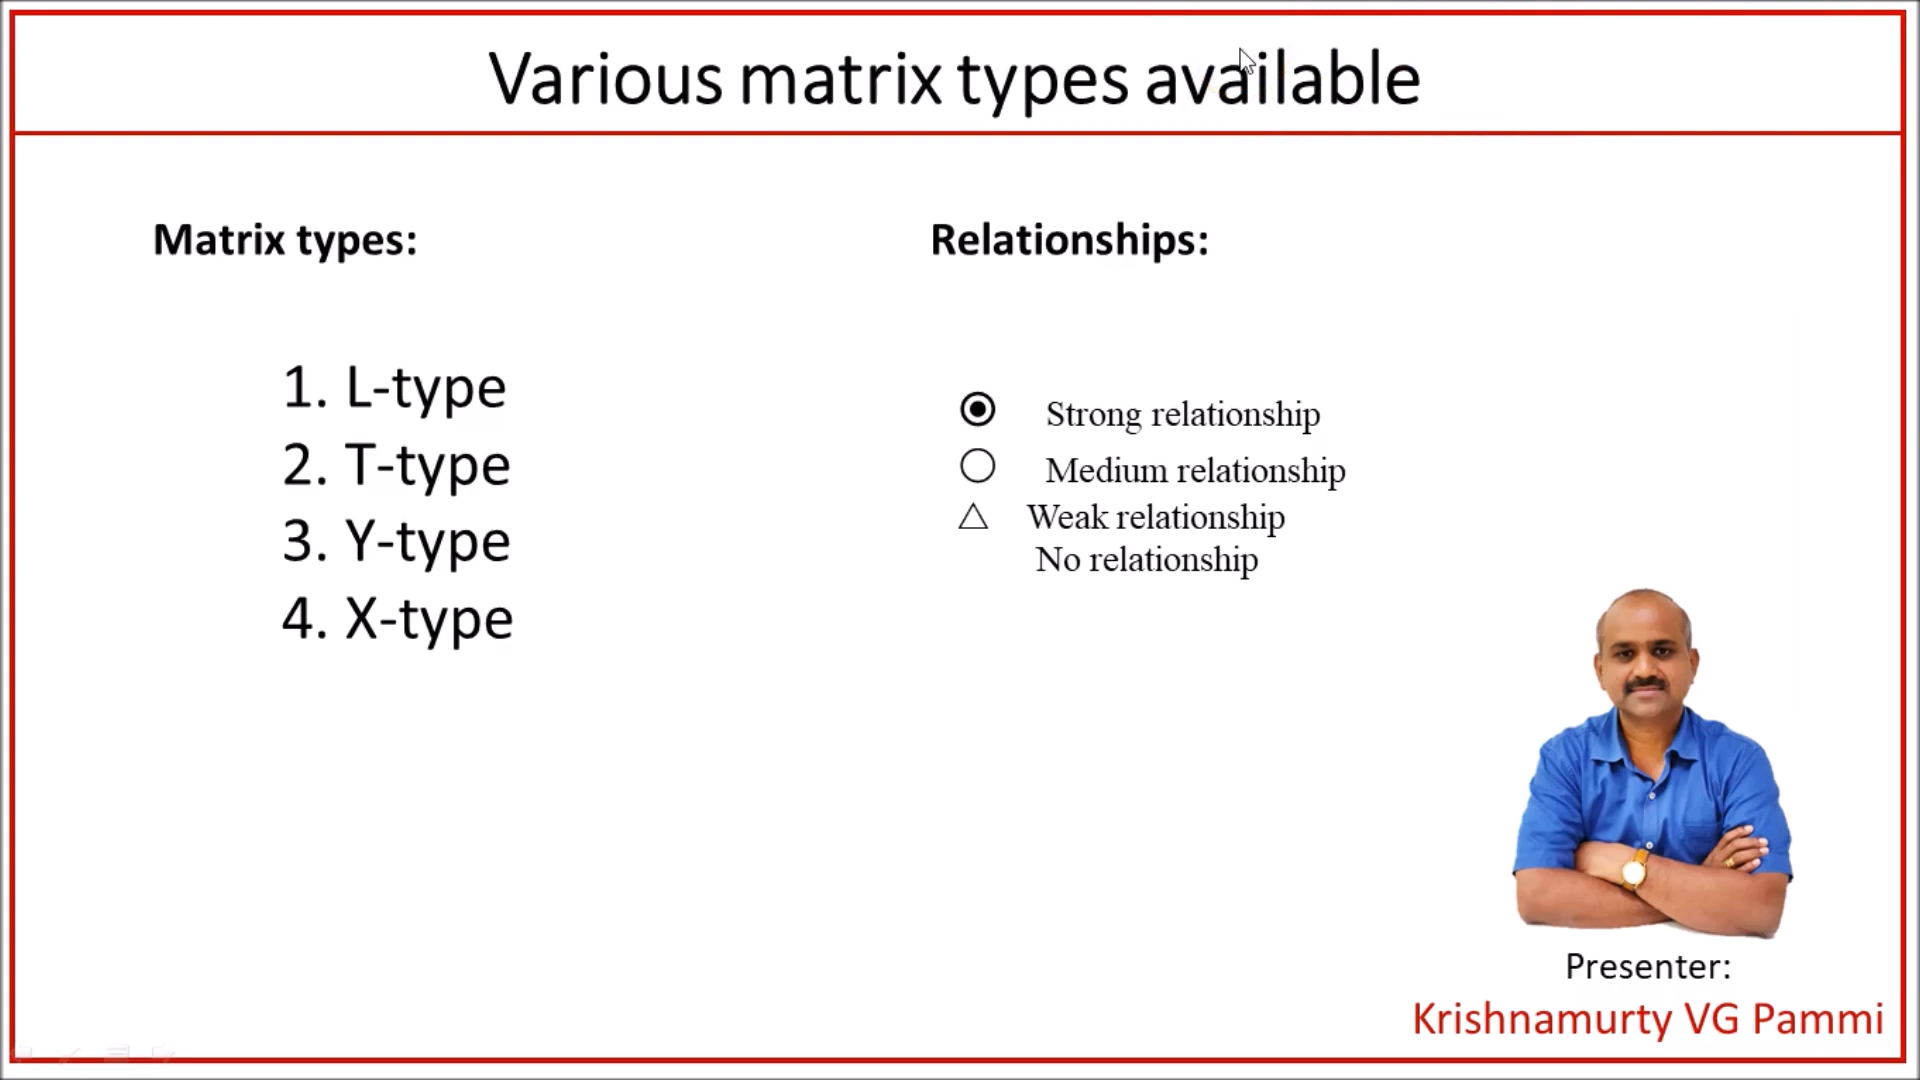 Various matrix types available
Matrix types:
1. L-type
2. T-type
3. Y-type
4. X-type
Relationships:
Strong relationship
Medium relationship
Weak relationship
No relationship
Presenter:
Krishnamurty VG Pammi